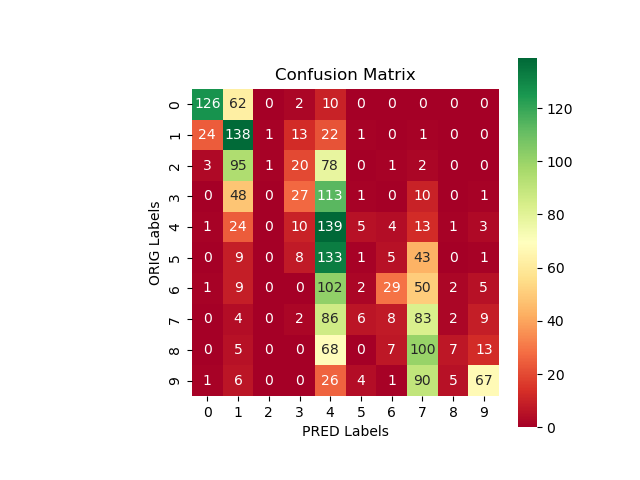 Confusion Matrix
ORIG Labels
0 126 62 0 2 10 0 0 0 0 0
1 24 138 1 13 22 1 0 1 0 0
2 3 95 1 20 78 0 1 2 0 0
3 0 48 0 27 113 1 0 10 0 1
4 1 24 0 10 139 5 4 13 1 3
5 0 9 0 8 133 1 5 43 0 1
6 1 9 0 0 102 2 29 50 2 5
7 0 4 0 2 86 6 8 83 2 9
8 0 5 0 0 68 0 7 100 7 13
9 1 6 0 0 26 4 1 90 5 67
0 1 2 3 4 5 6 7 8 9
PRED Labels
120
100
80
60
40
20
0